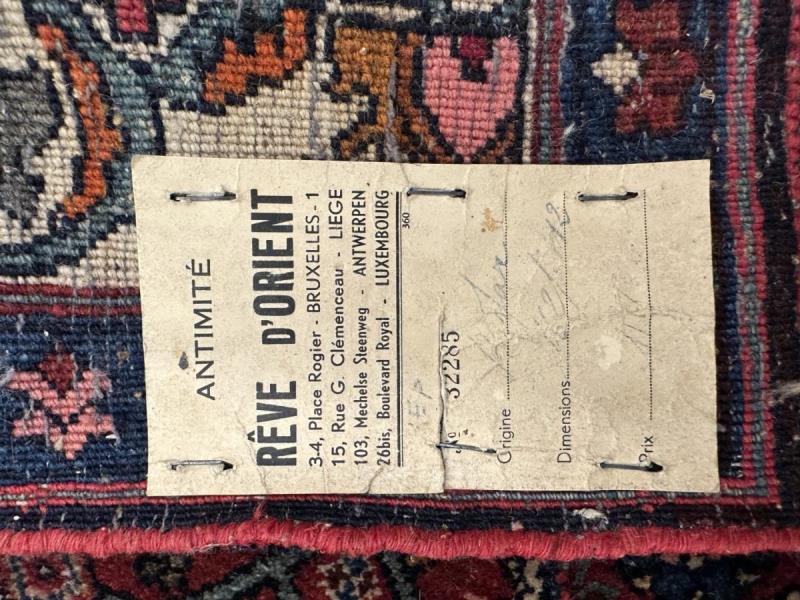 ANTIMITÉ
RÊVE D'ORIENT
3-4, Place Rogier - BRUXELLES - 1
15, Rue G. Clémenceau - LIEGE
103, Mechelse Steenweg - ANTWERPEN
26bis, Boulevard Royal - LUXEMBOURG
360
No 32285
Origine
Dimensions
Prix